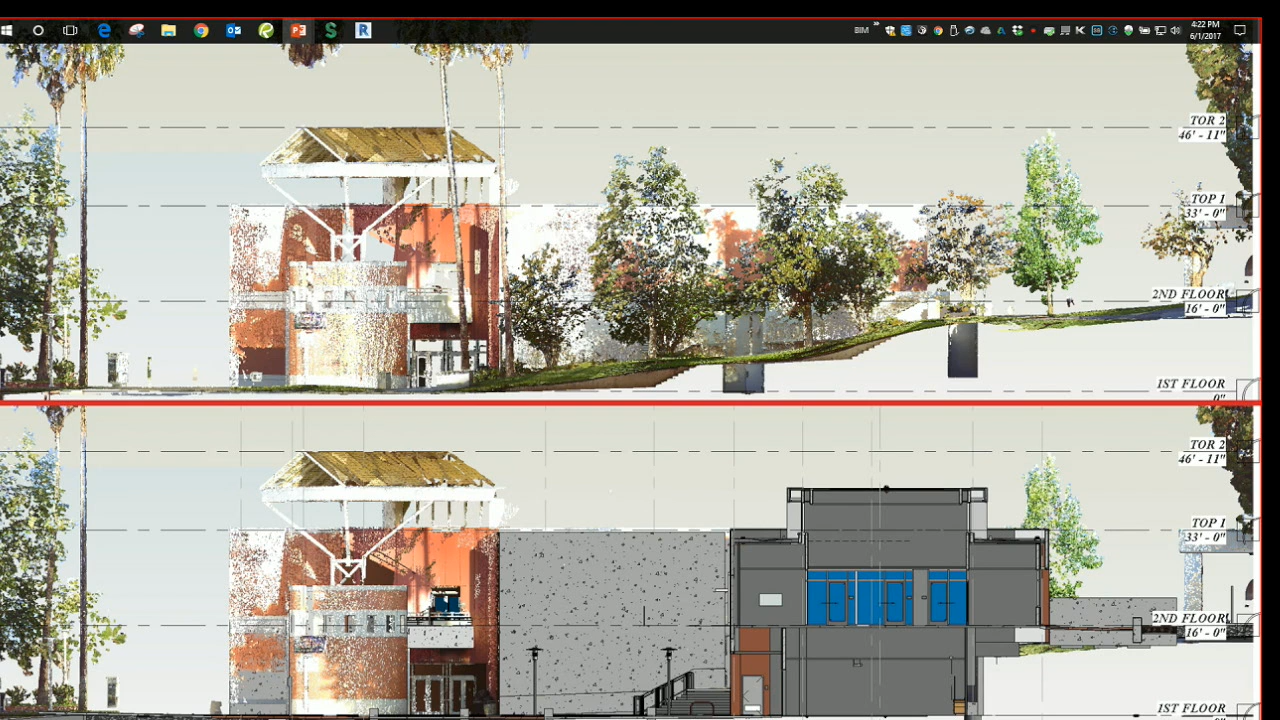 BIM
4:22 PM
6/1/2017
TOR 2
46' - 11"
TOP 1
33' - 0"
2ND FLOOR
16' - 0"
1ST FLOOR
0"
TOR 2
46' - 11"
TOP 1
33' - 0"
2ND FLOOR
16' - 0"
1ST FLOOR